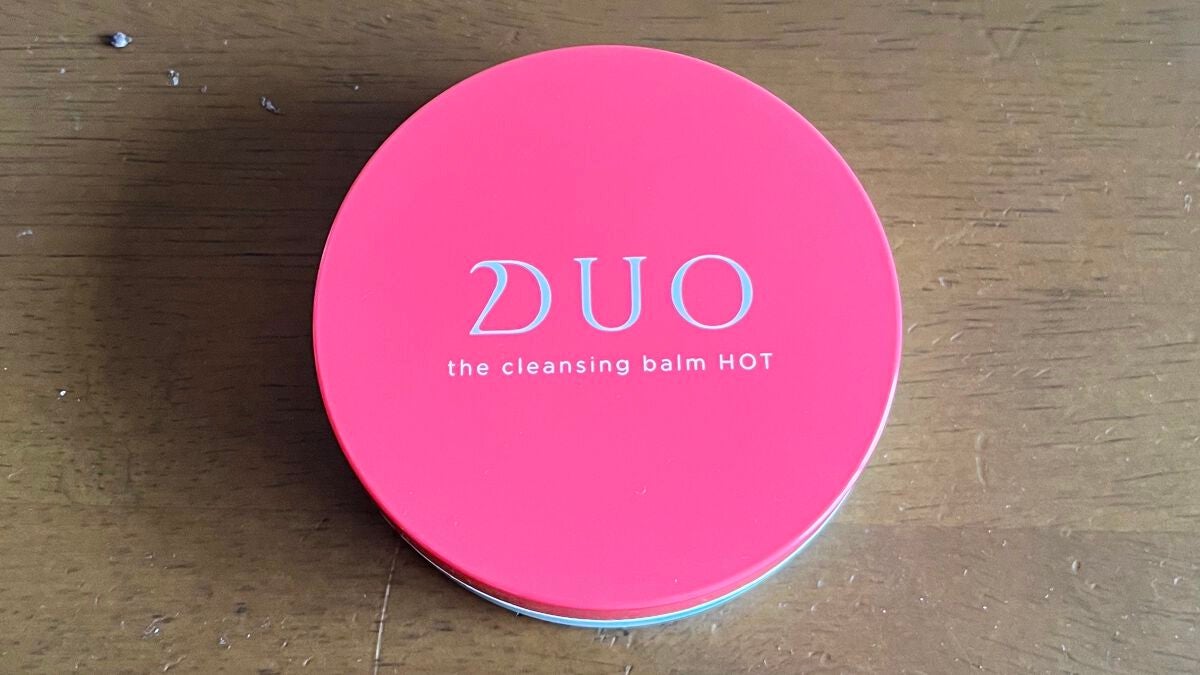 DUO
the cleansing balm HOT